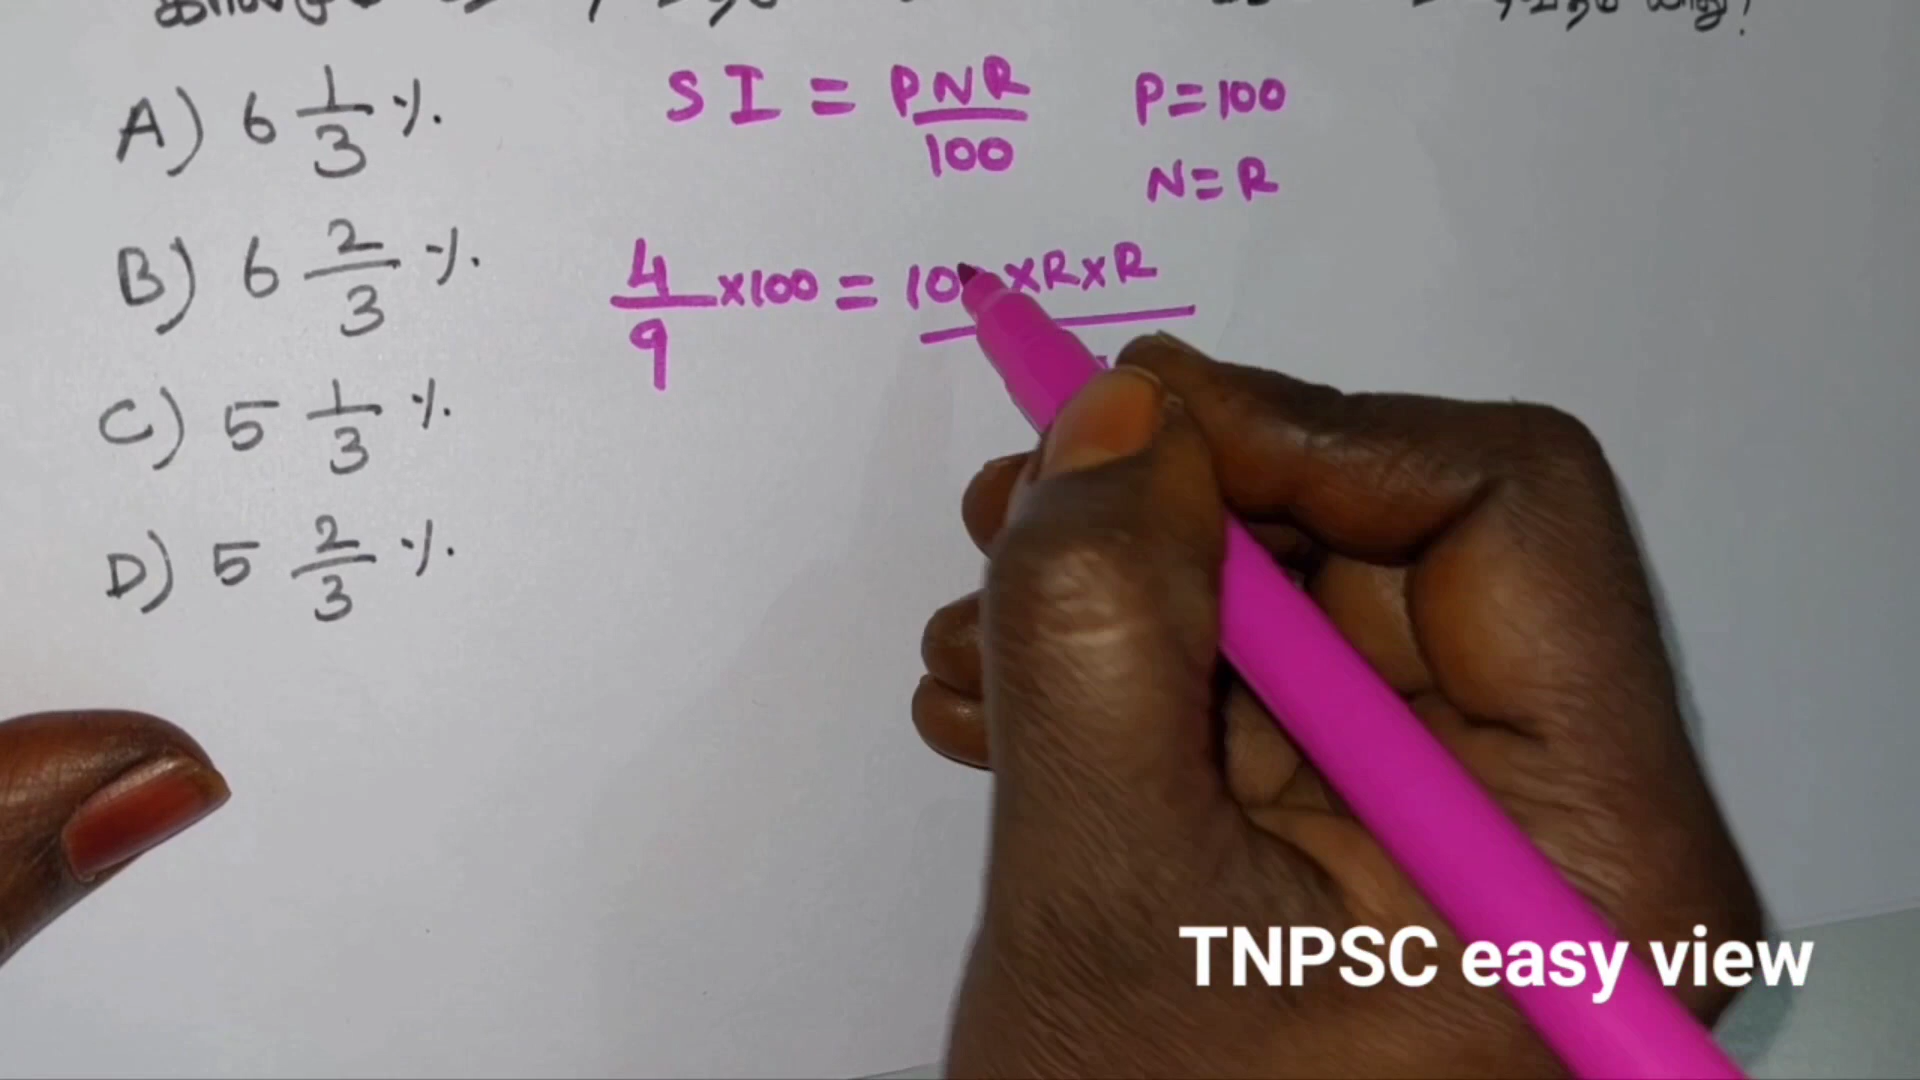 யாது?
A) 6 1/3 %.
B) 6 2/3 %.
C) 5 1/3 %.
D) 5 2/3 %.
SI = PNR/100
P=100
N=R
4/9 ×100 = 100 ×R×R
TNPSC easy view